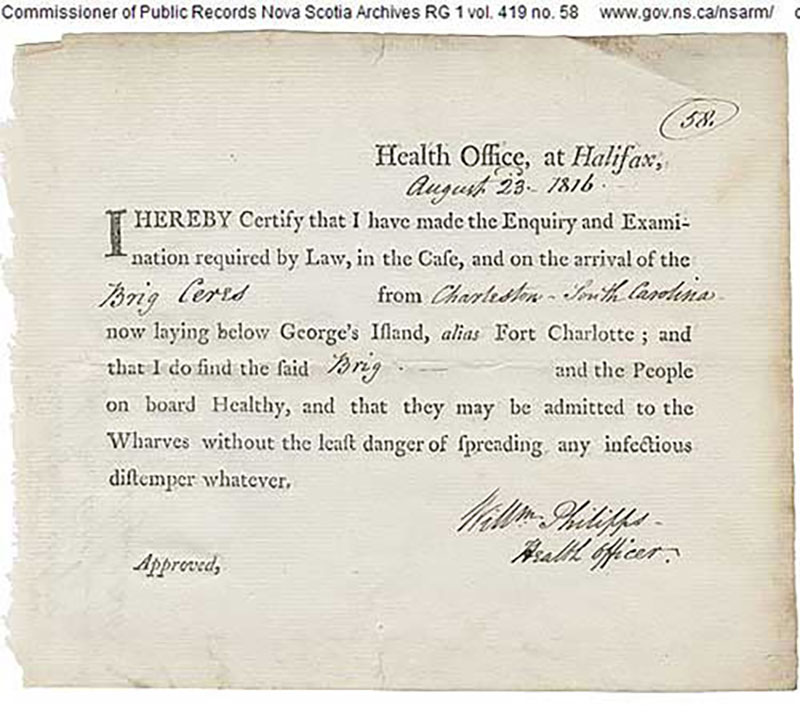 Commissioner of Public Records Nova Scotia Archives RG 1 vol. 419 no. 58 www.gov.ns.ca/nsarm/
58.
Health Office, at Halifax,
August 23 - 1816 -
I HEREBY Certify that I have made the Enquiry and Exami-
nation required by Law, in the Caſe, and on the arrival of the
Brig Ceres from Charleston - South Carolina
now laying below George's Iſland, alias Fort Charlotte ; and
that I do find the ſaid Brig - and the People
on board Healthy, and that they may be admitted to the
Wharves without the leaſt danger of ſpreading any infectious
diſtemper whatever.
Willm Philipps -
Health Officer.
Approved,